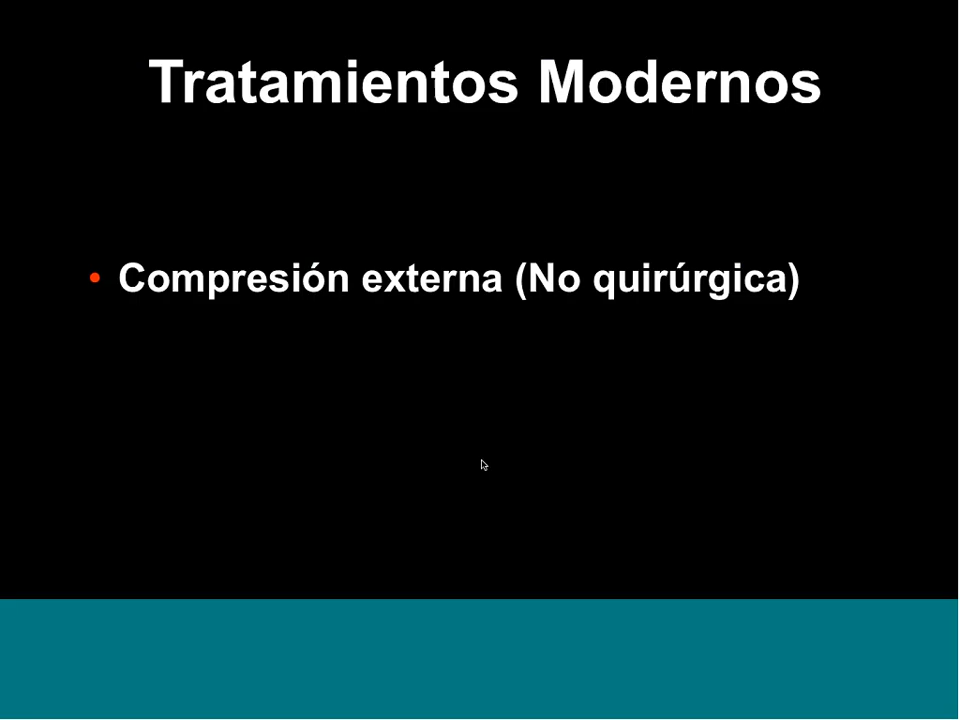 Tratamientos Modernos
• Compresión externa (No quirúrgica)